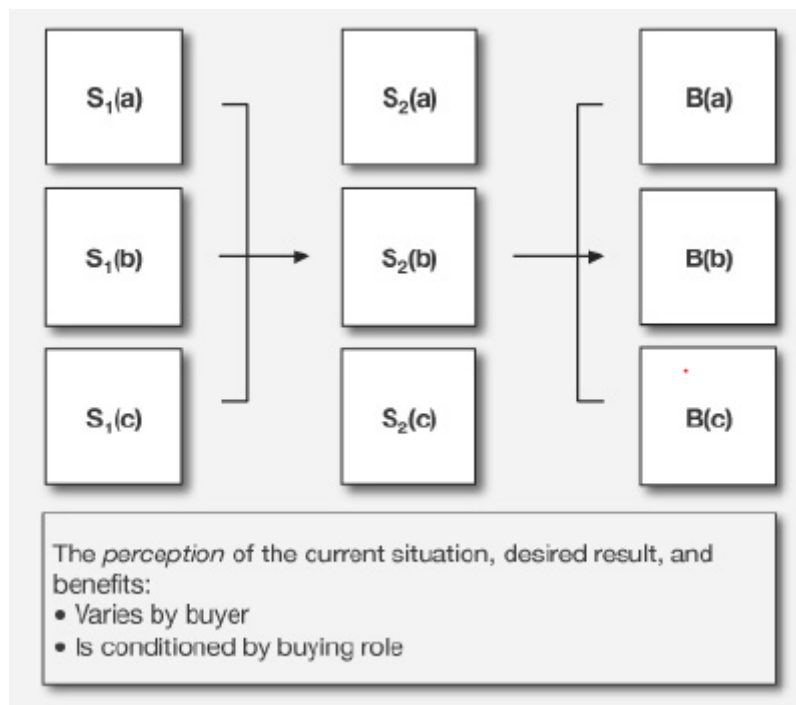 S₁(a) S₂(a) B(a)
S₁(b) S₂(b) B(b)
S₁(c) S₂(c) B(c)
The perception of the current situation, desired result, and
benefits:
• Varies by buyer
• Is conditioned by buying role